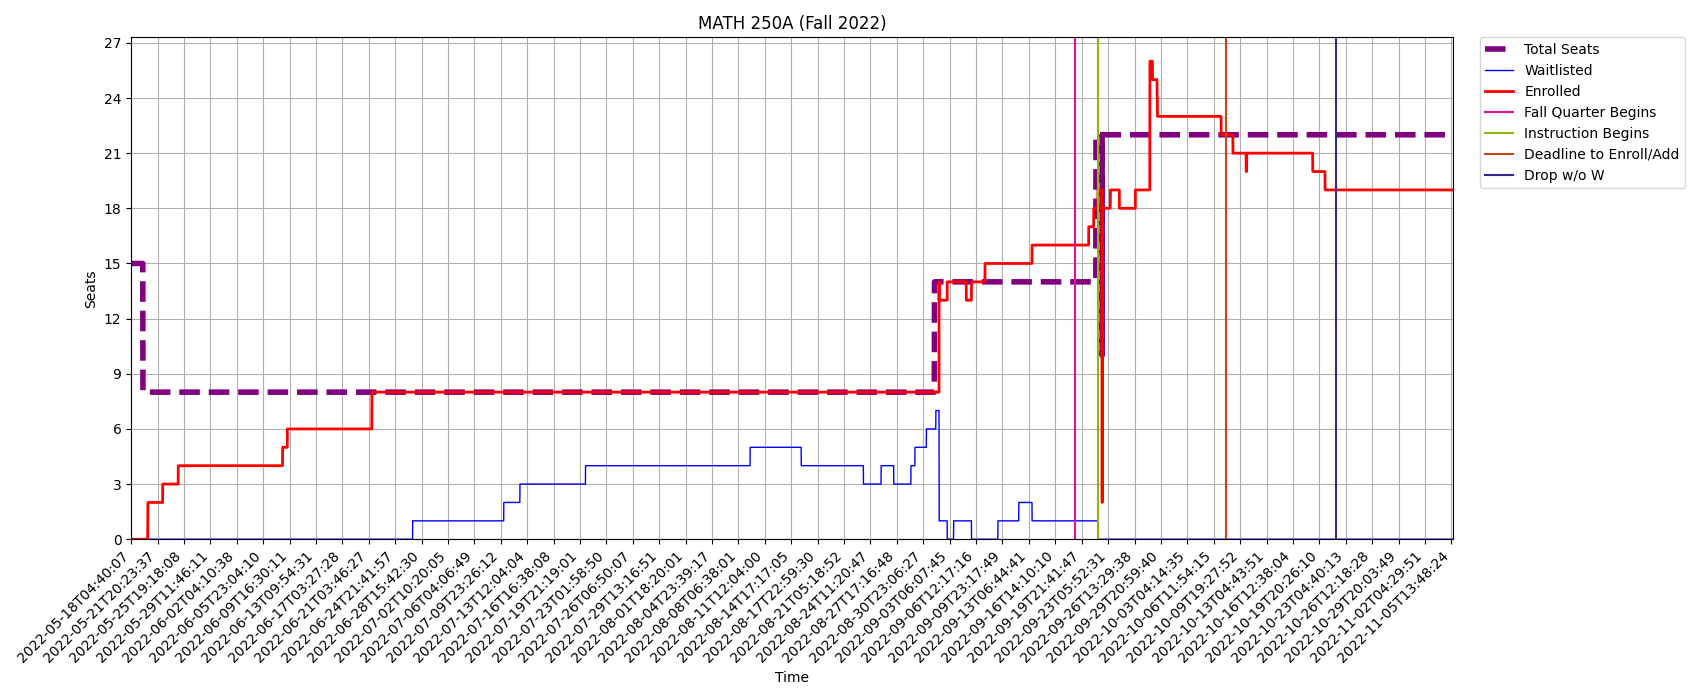 MATH 250A (Fall 2022)
27
24
21
18
15
12
9
6
3
0
Seats
2022-05-18T04:40:07
2022-05-21T20:23:37
2022-05-25T19:18:08
2022-05-29T11:46:11
2022-06-02T04:10:38
2022-06-05T23:04:10
2022-06-09T16:30:11
2022-06-13T09:54:31
2022-06-17T03:27:28
2022-06-21T03:46:27
2022-06-24T21:41:57
2022-06-28T15:42:30
2022-07-02T10:20:05
2022-07-06T04:06:49
2022-07-09T23:26:12
2022-07-13T12:04:04
2022-07-16T16:38:08
2022-07-19T21:19:01
2022-07-23T01:58:50
2022-07-26T06:50:07
2022-07-29T13:16:51
2022-08-01T18:20:01
2022-08-04T23:39:17
2022-08-08T06:38:01
2022-08-11T12:04:00
2022-08-14T17:17:05
2022-08-17T22:59:30
2022-08-21T05:18:52
2022-08-24T11:20:47
2022-08-27T17:16:48
2022-08-30T23:06:27
2022-09-03T03:07:45
2022-09-06T12:17:16
2022-09-09T23:17:49
2022-09-13T06:44:41
2022-09-16T14:10:10
2022-09-19T21:41:47
2022-09-23T05:52:31
2022-09-26T13:29:38
2022-09-29T20:59:40
2022-10-03T04:14:35
2022-10-06T11:54:15
2022-10-09T19:27:52
2022-10-13T04:43:51
2022-10-16T12:38:04
2022-10-19T20:26:10
2022-10-23T04:40:13
2022-10-26T12:18:28
2022-10-29T20:03:49
2022-11-02T04:29:51
2022-11-05T13:48:24
Time
Total Seats
Waitlisted
Enrolled
Fall Quarter Begins
Instruction Begins
Deadline to Enroll/Add
Drop w/o W